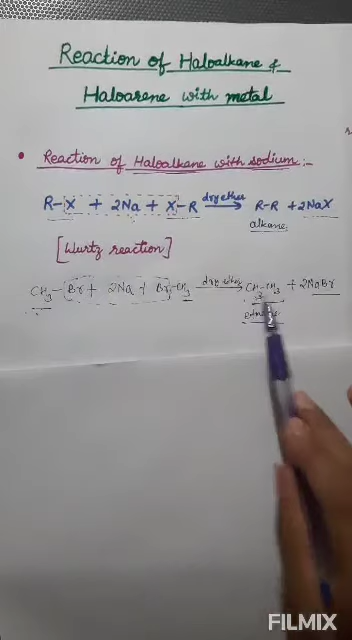 Reaction of Haloalkane &
Haloarene with metal
• Reaction of Haloalkane with sodium:-
R-X + 2Na + X-R dry ether → R-R + 2NaX
alkane
[Wurtz reaction]
CH3-Br + 2Na + Br-CH3 dry ether → CH3-CH3 + 2NaBr
FILMIX